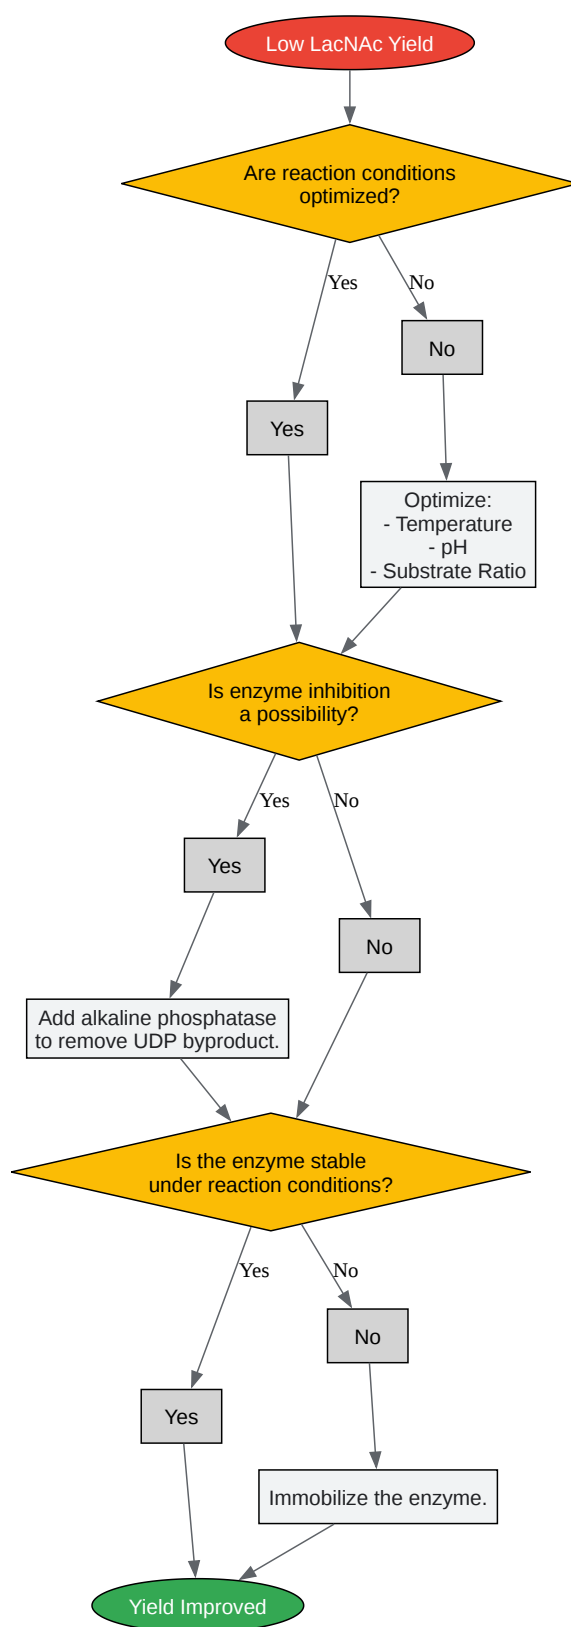 Low LacNAc Yield
Are reaction conditions
optimized?
Yes
No
No
Yes
Optimize:
- Temperature
- pH
- Substrate Ratio
Is enzyme inhibition
a possibility?
Yes
No
Yes
No
Add alkaline phosphatase
to remove UDP byproduct.
Is the enzyme stable
under reaction conditions?
Yes
No
No
Yes
Immobilize the enzyme.
Yield Improved